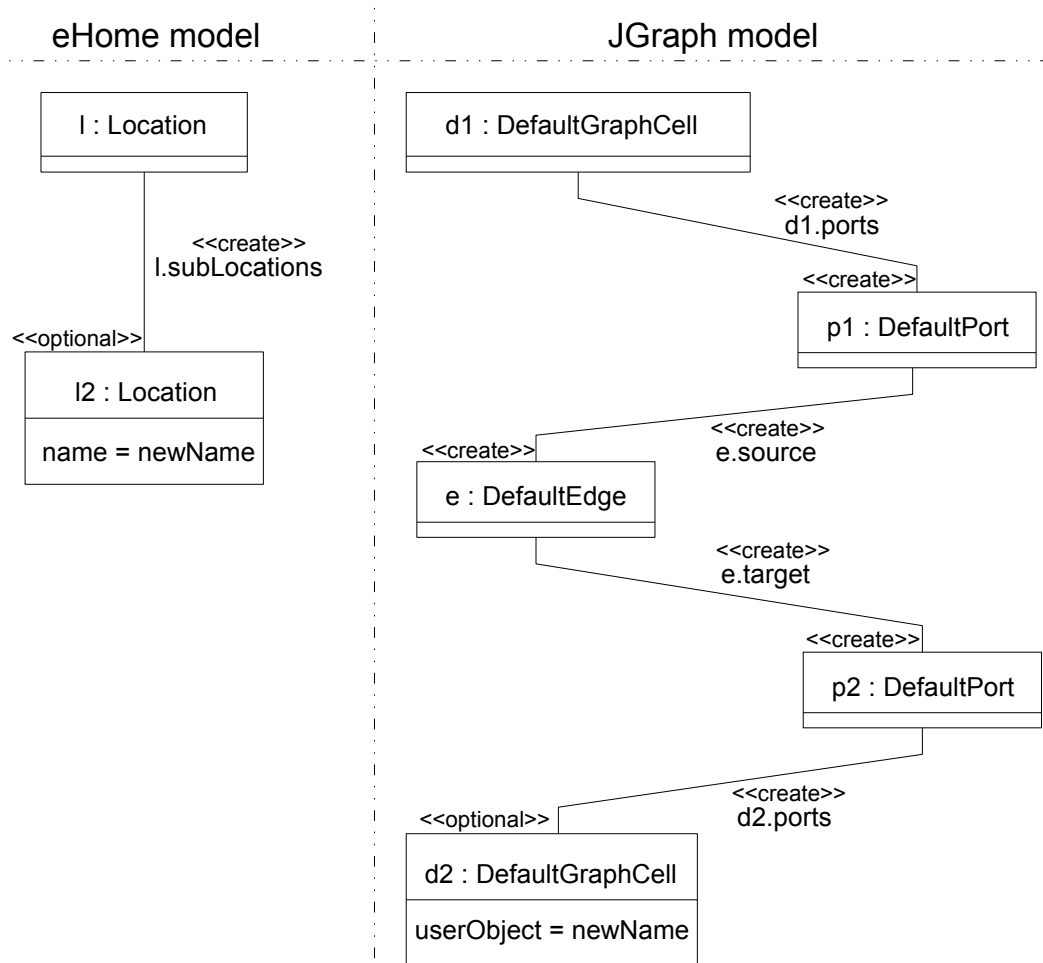 eHome model
JGraph model
l : Location
<<create>>
l.subLocations
<<optional>>
l2 : Location
name = newName
d1 : DefaultGraphCell
<<create>>
d1.ports
<<create>>
p1 : DefaultPort
<<create>>
e.source
<<create>>
e : DefaultEdge
<<create>>
e.target
<<create>>
p2 : DefaultPort
<<create>>
d2.ports
<<optional>>
d2 : DefaultGraphCell
userObject = newName